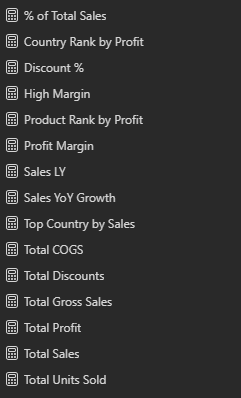 % of Total Sales
Country Rank by Profit
Discount %
High Margin
Product Rank by Profit
Profit Margin
Sales LY
Sales YoY Growth
Top Country by Sales
Total COGS
Total Discounts
Total Gross Sales
Total Profit
Total Sales
Total Units Sold